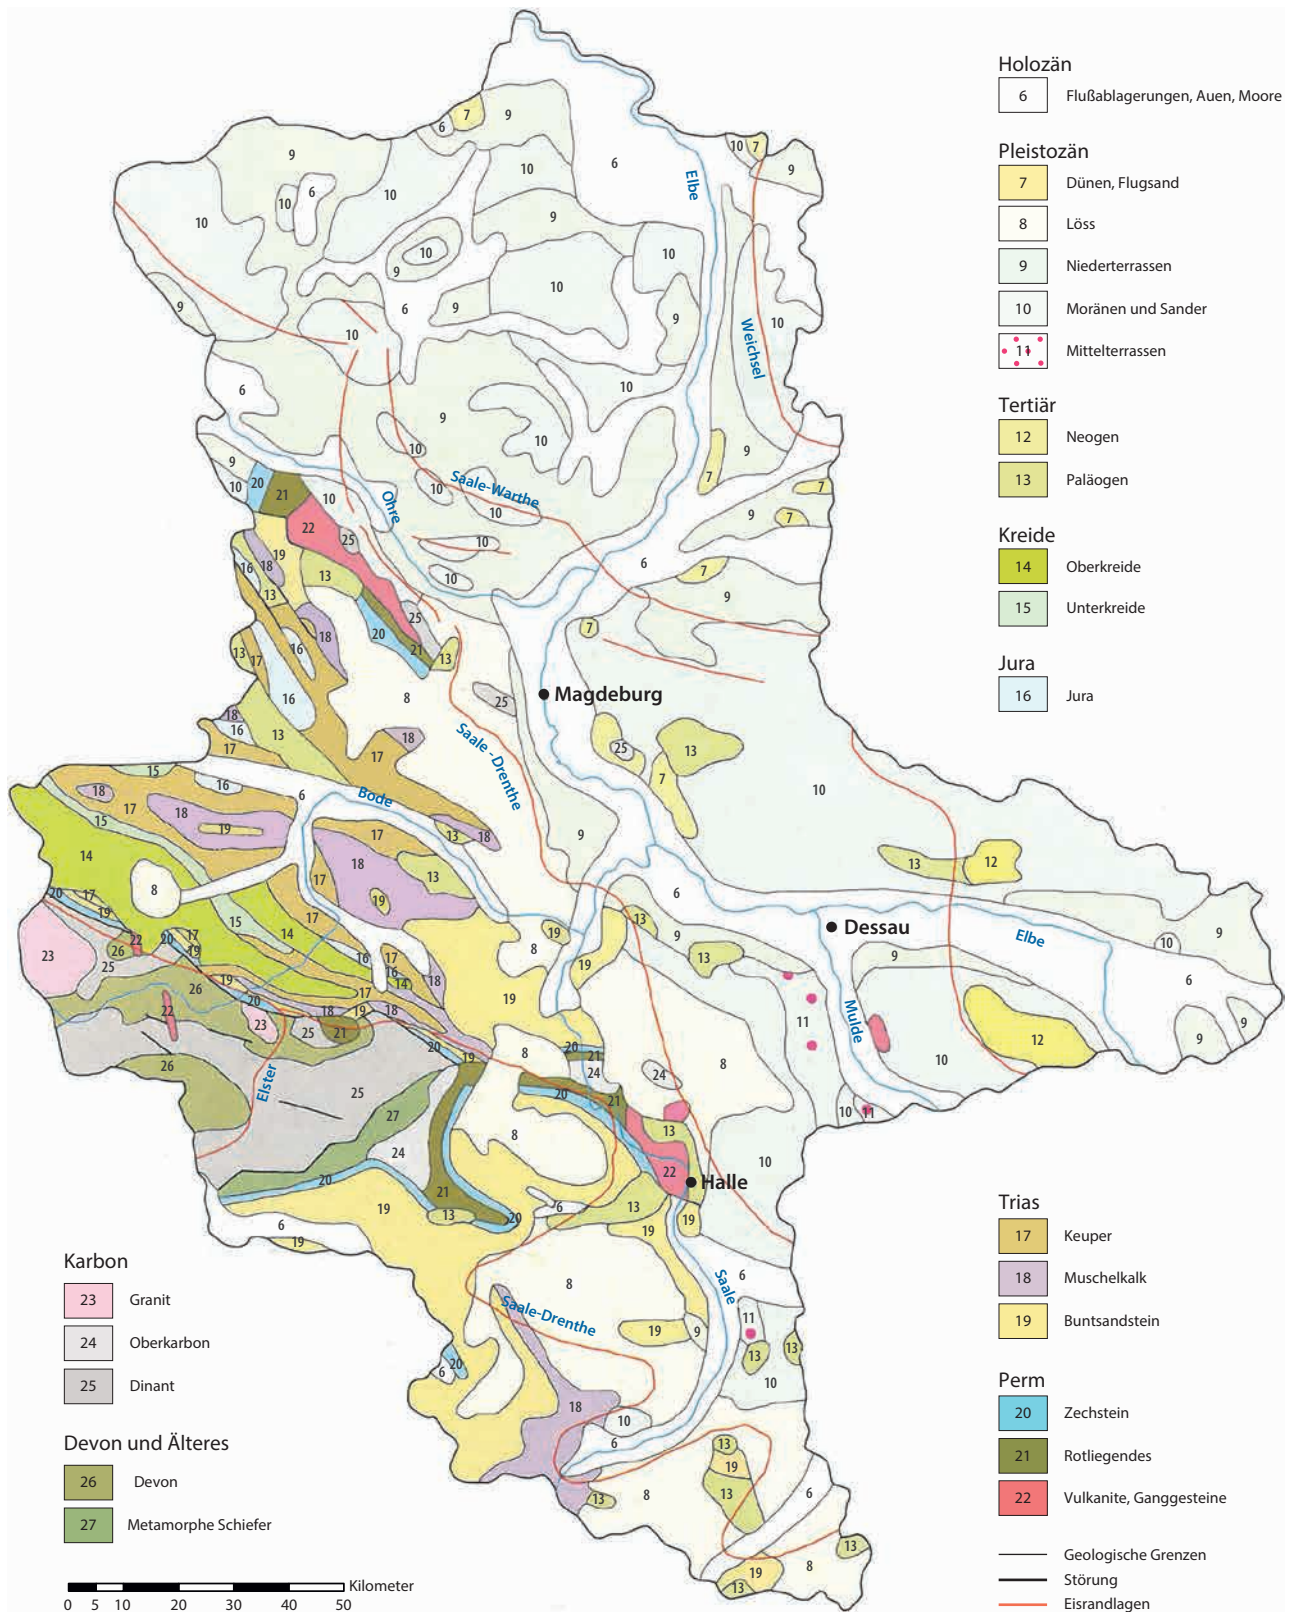 Holozän
6 Flußablagerungen, Auen, Moore
Pleistozän
7 Dünen, Flugsand
8 Löss
9 Niederterrassen
10 Moränen und Sander
11 Mittelterrassen
Tertiär
12 Neogen
13 Paläogen
Kreide
14 Oberkreide
15 Unterkreide
Jura
16 Jura
Trias
17 Keuper
18 Muschelkalk
19 Buntsandstein
Perm
20 Zechstein
21 Rotliegendes
22 Vulkanite, Ganggesteine
Geologische Grenzen
Störung
Eisrandlagen
Karbon
23 Granit
24 Oberkarbon
25 Dinant
Devon und Älteres
26 Devon
27 Metamorphe Schiefer
Kilometer
0 5 10 20 30 40 50
Elbe
Weichsel
Saale-Warthe
Ohre
Magdeburg
Saale - Drenthe
Bode
Dessau
Elbe
Mulde
Elster
Halle
Saale
Saale-Drenthe